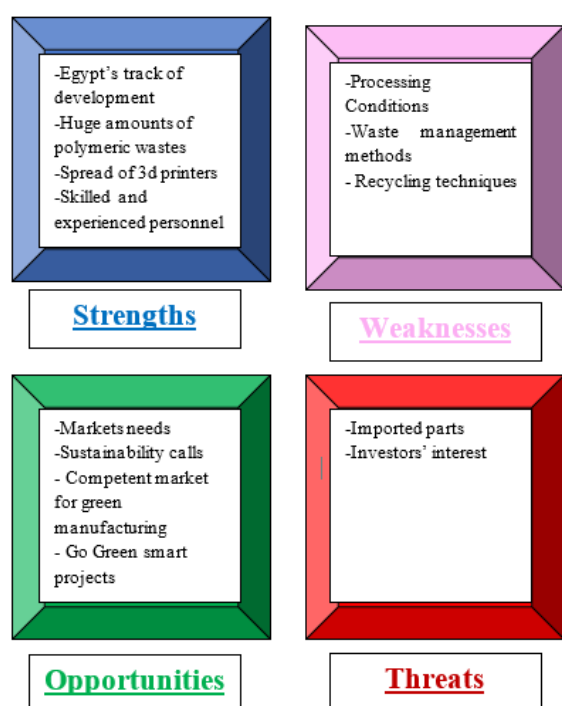 -Egypt’s track of
development
-Huge amounts of
polymeric wastes
-Spread of 3d printers
-Skilled and
experienced personnel
Strengths
-Processing
Conditions
-Waste management
methods
- Recycling techniques
Weaknesses
-Markets needs
-Sustainability calls
- Competent market
for green
manufacturing
- Go Green smart
projects
Opportunities
-Imported parts
-Investors’ interest
Threats